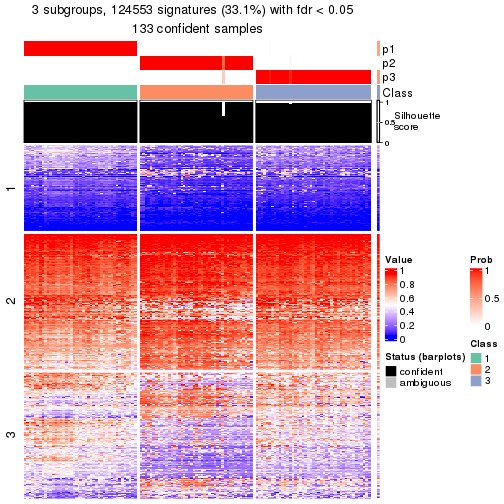 3 subgroups, 124553 signatures (33.1%) with fdr < 0.05
133 confident samples
p1
p2
p3
Class
1
0.5
0
Silhouette
score
1
2
3
Value
1
0.8
0.6
0.4
0.2
0
Prob
1
0.5
0
Status (barplots)
confident
ambiguous
Class
1
2
3